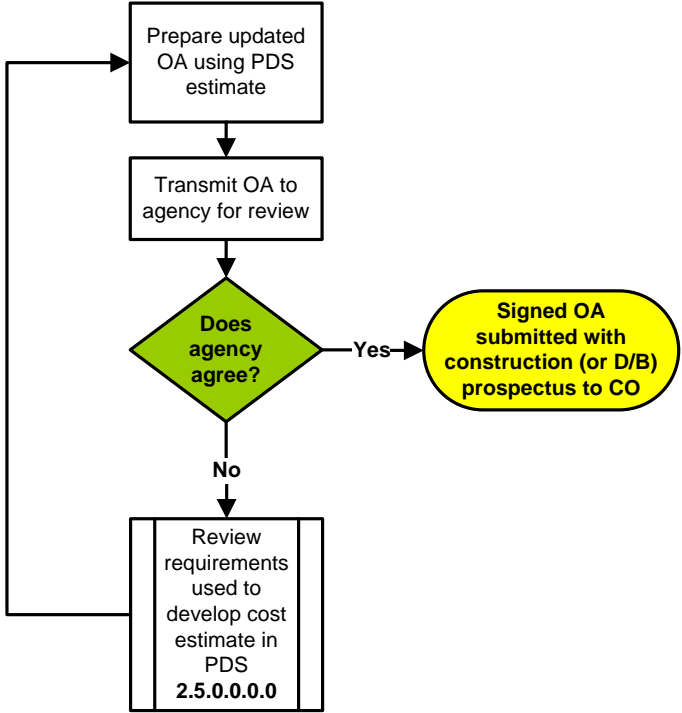 Prepare updated
OA using PDS
estimate
Transmit OA to
agency for review
Does
agency
agree?
Yes
Signed OA
submitted with
construction (or D/B)
prospectus to CO
No
Review
requirements
used to
develop cost
estimate in
PDS
2.5.0.0.0.0